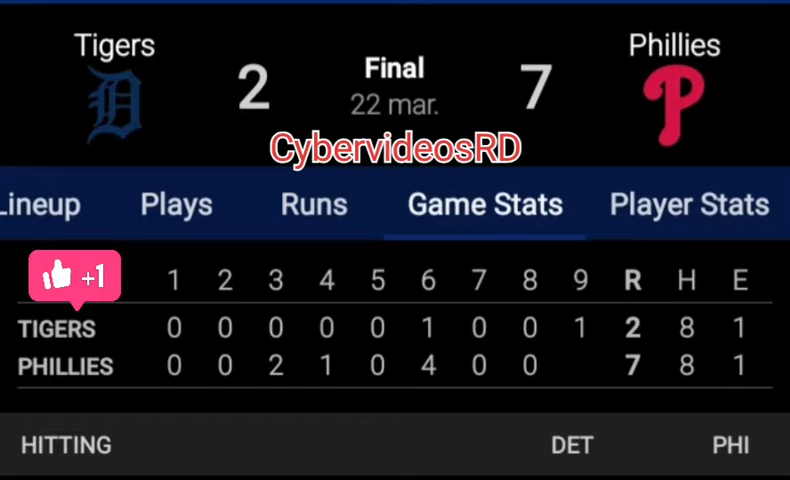 Tigers
Phillies
2
Final
7
22 mar.
CybervideosRD
Lineup Plays Runs Game Stats Player Stats
+1
1 2 3 4 5 6 7 8 9 R H E
TIGERS 0 0 0 0 0 1 0 0 1 2 8 1
PHILLIES 0 0 2 1 0 4 0 0 7 8 1
HITTING DET PHI